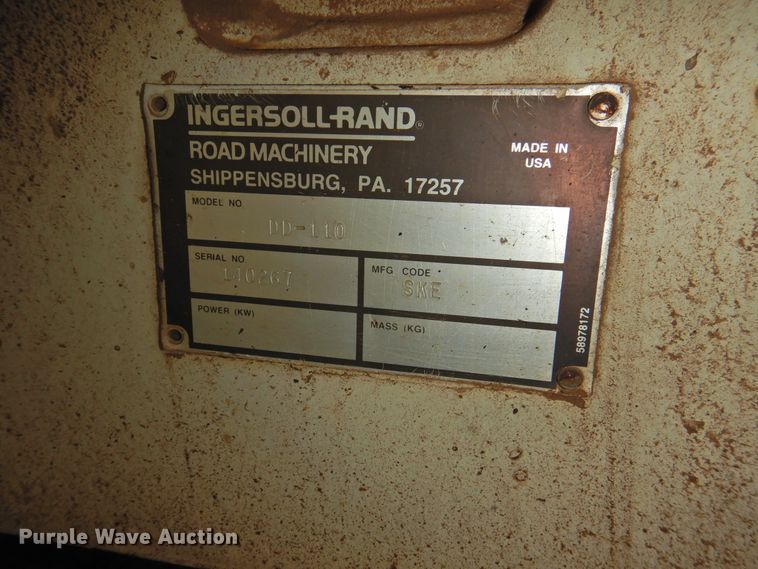 INGERSOLL-RAND®
ROAD MACHINERY
SHIPPENSBURG, PA. 17257
MADE IN
USA
MODEL NO
DD-110
SERIAL NO.
140267
MFG CODE
SKE
POWER (KW)
MASS (KG)
58978172
Purple Wave Auction®